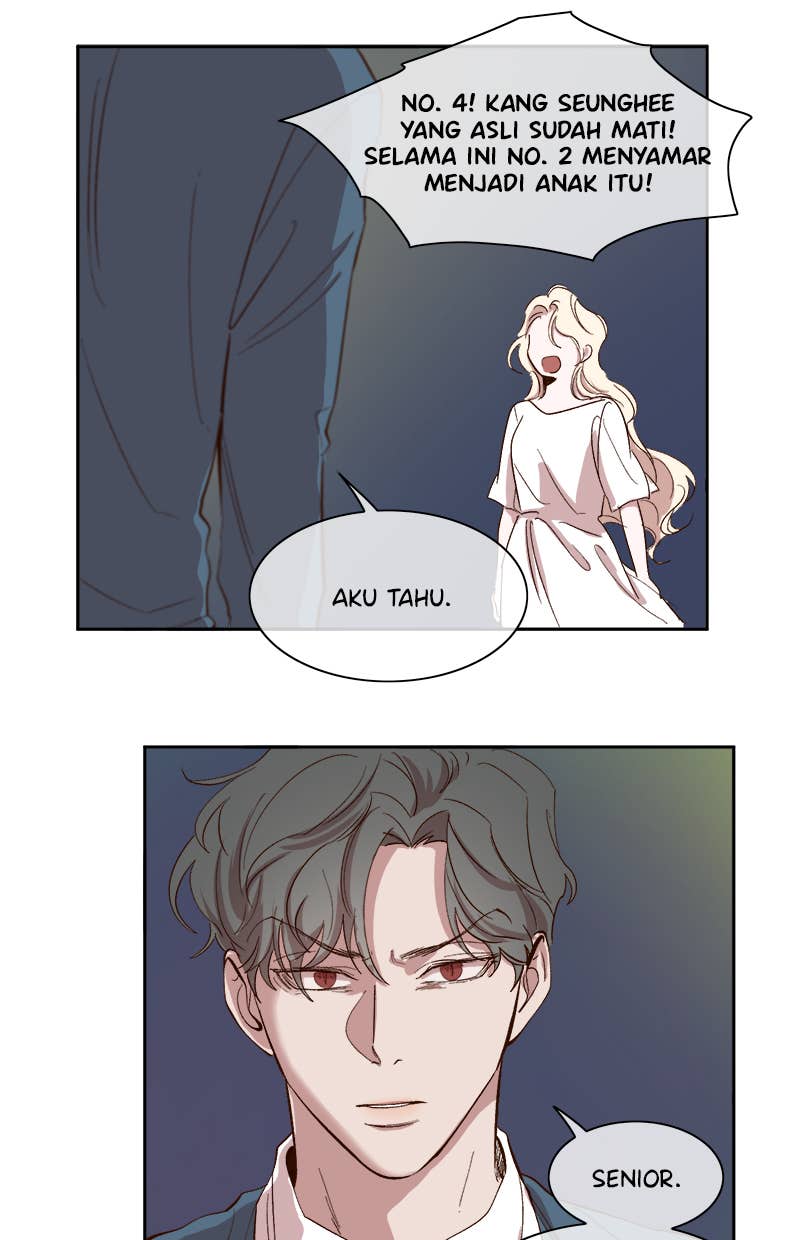 NO. 4! KANG SEUNGHEE
YANG ASLI SUDAH MATI!
SELAMA INI NO. 2 MENYAMAR
MENJADI ANAK ITU!
AKU TAHU.
SENIOR.